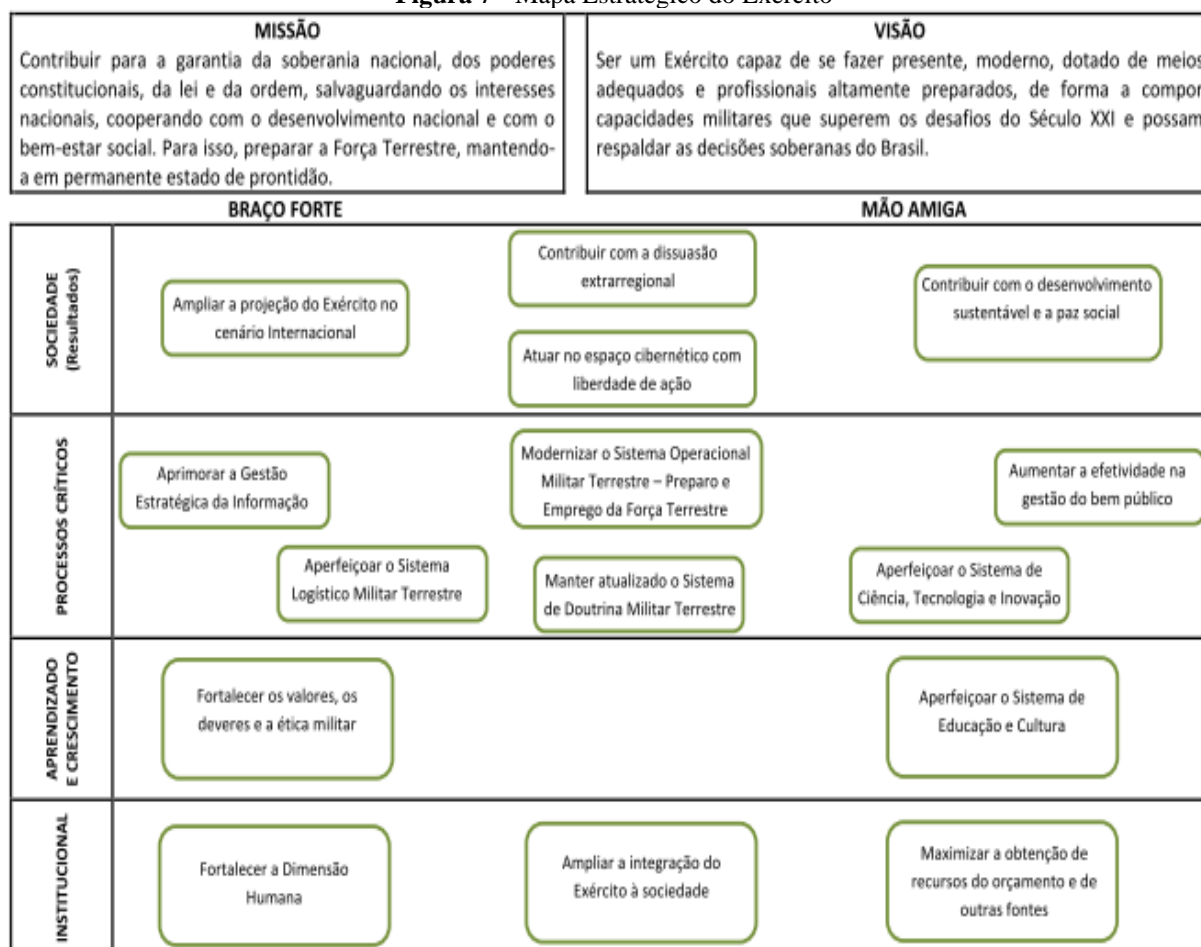 Figura 7 - Mapa Estratégico do Exército
MISSÃO
Contribuir para a garantia da soberania nacional, dos poderes
constitucionais, da lei e da ordem, salvaguardando os interesses
nacionais, cooperando com o desenvolvimento nacional e com o
bem-estar social. Para isso, preparar a Força Terrestre, mantendo-
a em permanente estado de prontidão.
VISÃO
Ser um Exército capaz de se fazer presente, moderno, dotado de meios
adequados e profissionais altamente preparados, de forma a compor
capacidades militares que superem os desafios do Século XXI e possam
respaldar as decisões soberanas do Brasil.
BRAÇO FORTE
MÃO AMIGA
SOCIEDADE
(Resultados)
Ampliar a projeção do Exército no
cenário Internacional
Contribuir com a dissuasão
extrarregional
Atuar no espaço cibernético com
liberdade de ação
Contribuir com o desenvolvimento
sustentável e a paz social
PROCESSOS CRÍTICOS
Aprimorar a Gestão
Estratégica da Informação
Modernizar o Sistema Operacional
Militar Terrestre – Preparo e
Emprego da Força Terrestre
Aumentar a efetividade na
gestão do bem público
Aperfeiçoar o Sistema
Logístico Militar Terrestre
Manter atualizado o Sistema
de Doutrina Militar Terrestre
Aperfeiçoar o Sistema de
Ciência, Tecnologia e Inovação
APRENDIZADO
E CRESCIMENTO
Fortalecer os valores, os
deveres e a ética militar
Aperfeiçoar o Sistema de
Educação e Cultura
INSTITUCIONAL
Fortalecer a Dimensão
Humana
Ampliar a integração do
Exército à sociedade
Maximizar a obtenção de
recursos do orçamento e de
outras fontes